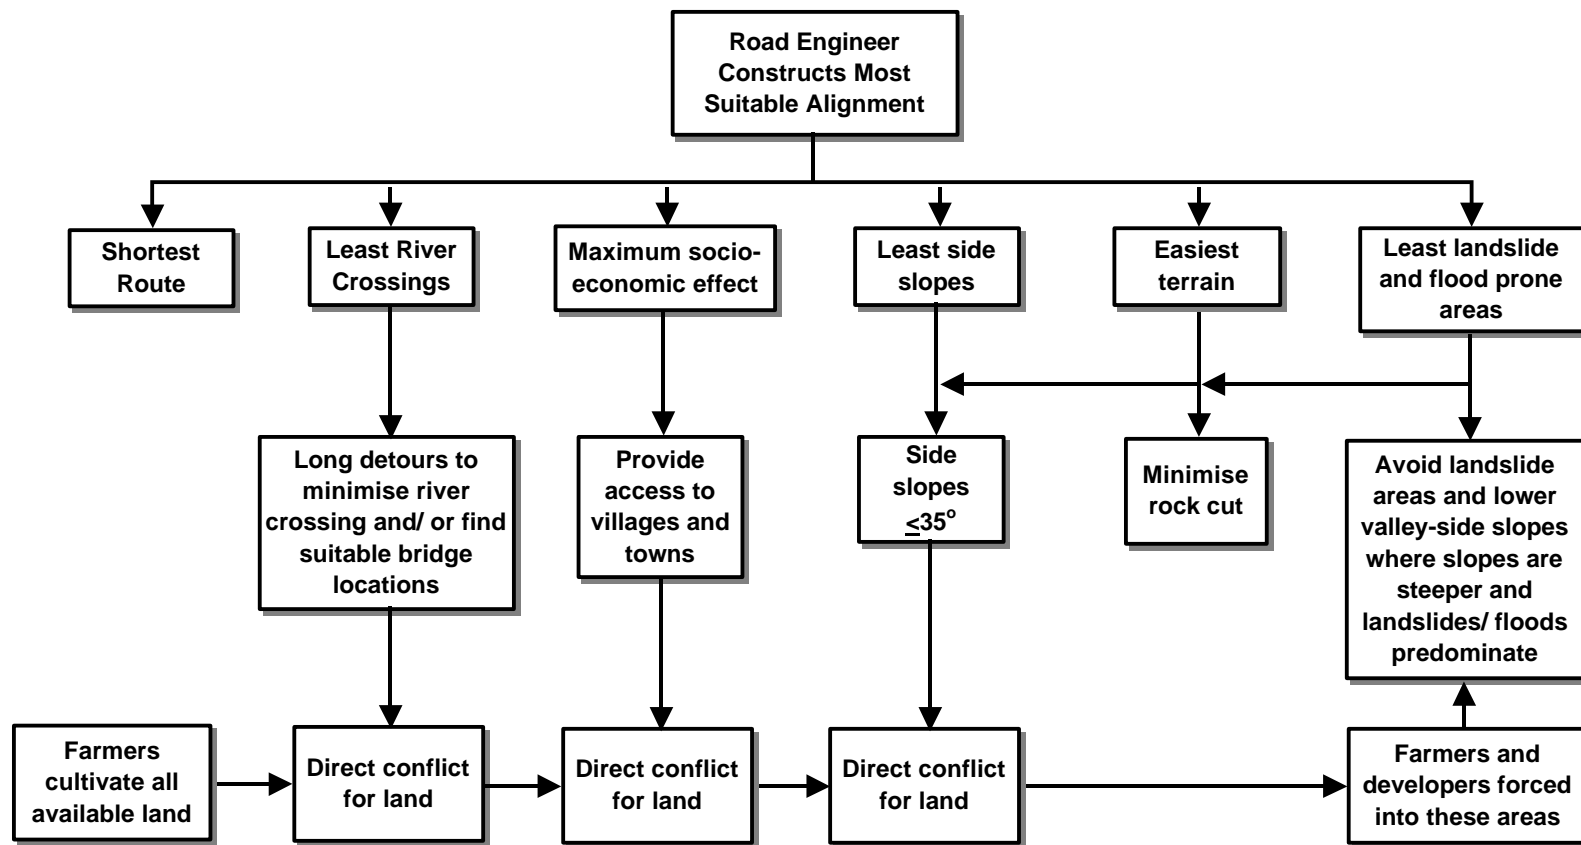 Road Engineer
Constructs Most
Suitable Alignment
Shortest
Route
Least River
Crossings
Maximum socio-
economic effect
Least side
slopes
Easiest
terrain
Least landslide
and flood prone
areas
Long detours to
minimise river
crossing and/ or find
suitable bridge
locations
Provide
access to
villages and
towns
Side
slopes
≤35°
Minimise
rock cut
Avoid landslide
areas and lower
valley-side slopes
where slopes are
steeper and
landslides/ floods
predominate
Farmers
cultivate all
available land
Direct conflict
for land
Direct conflict
for land
Direct conflict
for land
Farmers and
developers forced
into these areas